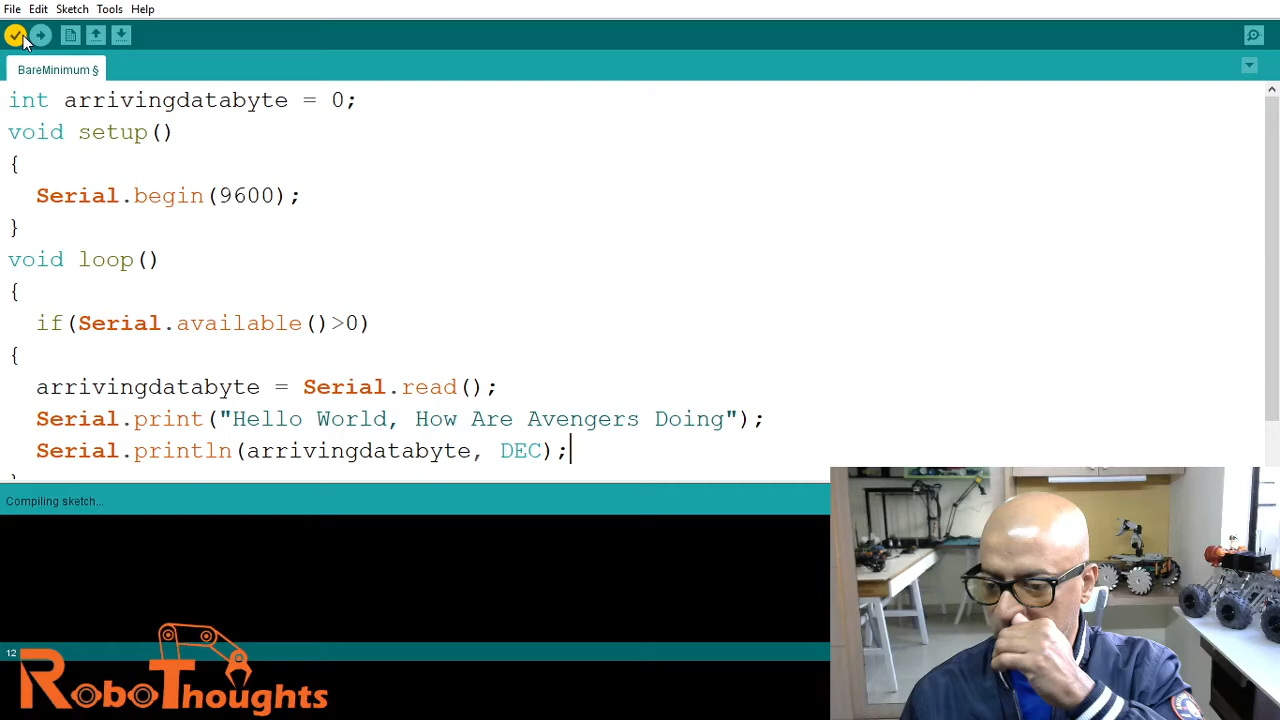 File Edit Sketch Tools Help
BareMinimum §
int arrivingdatabyte = 0;
void setup()
{
  Serial.begin(9600);
}
void loop()
{
  if(Serial.available()>0)
{
  arrivingdatabyte = Serial.read();
  Serial.print("Hello World, How Are Avengers Doing");
  Serial.println(arrivingdatabyte, DEC);
Compiling sketch...
12
RoboThoughts